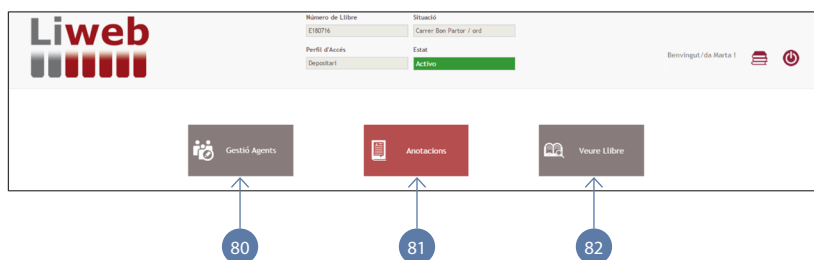 Liweb
Número de Llibre
Situació
E180716
Carrer Bon Partor / ord
Perfil d'Accés
Estat
Depositari
Activo
Benvingut/da Marta !
Gestió Agents
Anotacions
Veure Llibre
80
81
82